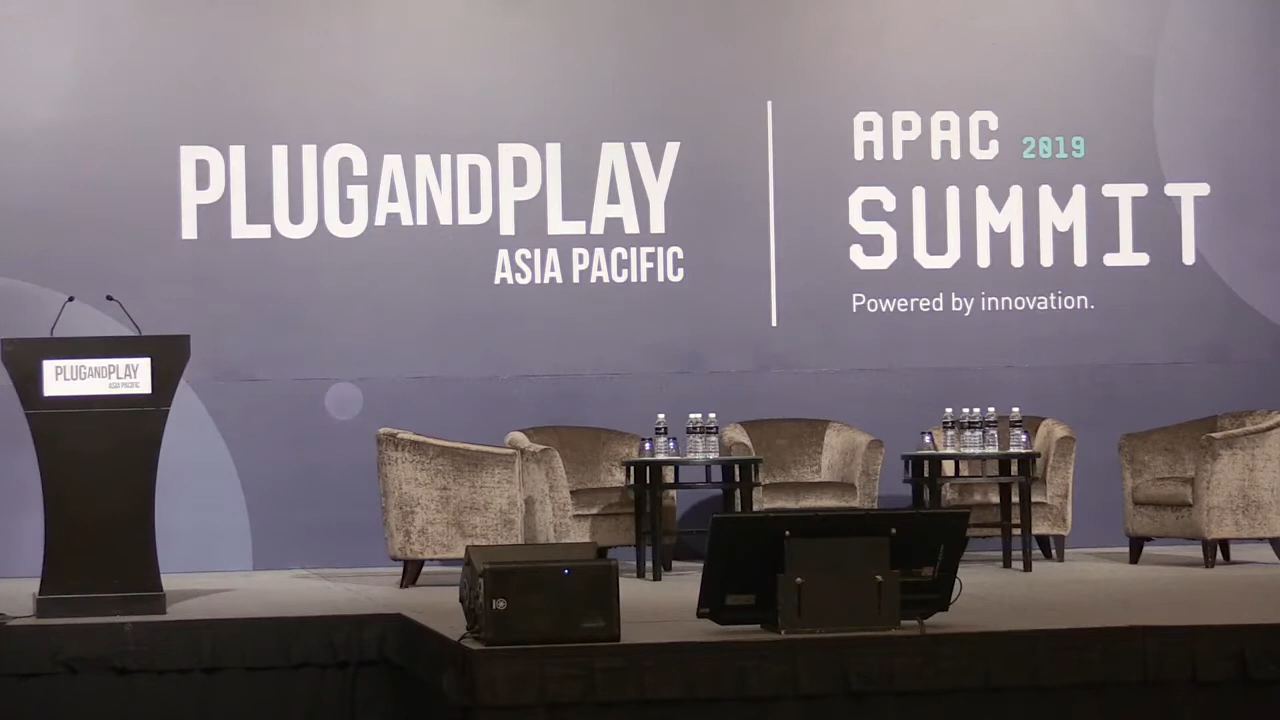 PLUGANDPLAY
ASIA PACIFIC
APAC 2019
SUMMIT
Powered by innovation.
PLUGANDPLAY
ASIA PACIFIC